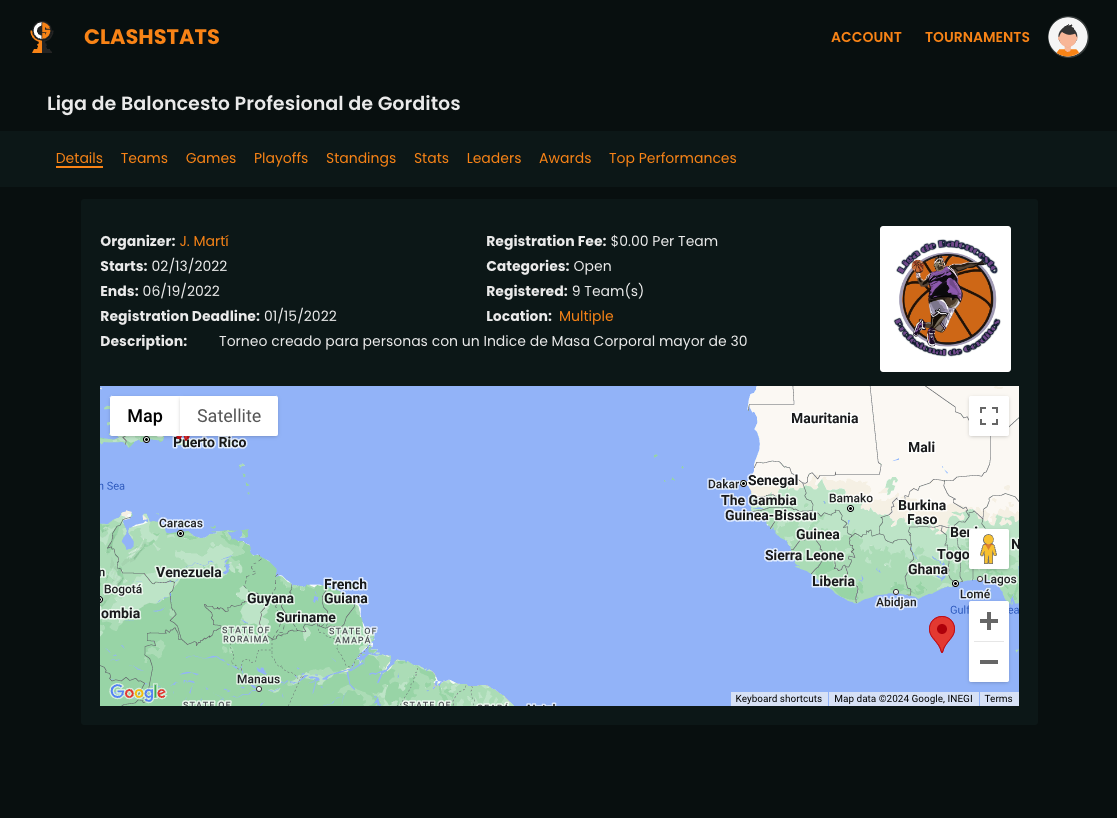 CLASHSTATS
ACCOUNT TOURNAMENTS
Liga de Baloncesto Profesional de Gorditos
Details Teams Games Playoffs Standings Stats Leaders Awards Top Performances
Organizer: J. Martí
Starts: 02/13/2022
Ends: 06/19/2022
Registration Deadline: 01/15/2022
Registration Fee: $0.00 Per Team
Categories: Open
Registered: 9 Team(s)
Location: Multiple
Description: Torneo creado para personas con un Indice de Masa Corporal mayor de 30
Liga de Baloncesto
Profesional de Gorditos
Map Satellite
Puerto Rico
Mauritania
Mali
n Sea
Dakar
Senegal
The Gambia
Guinea-Bissau
Bamako
Burkina
Faso
Caracas
Guinea
Sierra Leone
Togo
Ghana
Venezuela
Bogotá
ombia
French
Guiana
Guyana
Suriname
Liberia
Lagos
Lomé
Abidjan
STATE OF
RORAIMA
STATE OF
AMAPÁ
Manaus
STATE OF
STATE OF
Google
Keyboard shortcuts Map data ©2024 Google, INEGI Terms